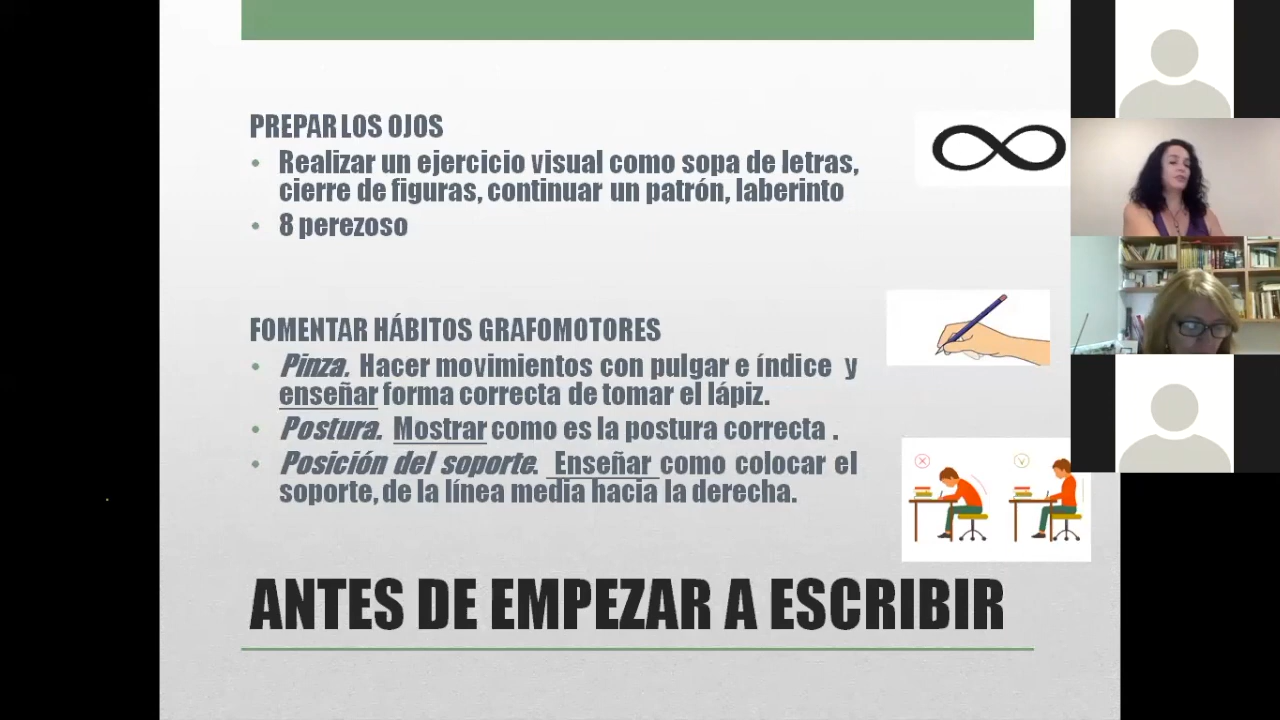 PREPAR LOS OJOS
• Realizar un ejercicio visual como sopa de letras,
cierre de figuras, continuar un patrón, laberinto
• 8 perezoso
FOMENTAR HÁBITOS GRAFOMOTORES
• Pinza. Hacer movimientos con pulgar e índice y
enseñar forma correcta de tomar el lápiz.
• Postura. Mostrar como es la postura correcta .
• Posición del soporte. Enseñar como colocar el
soporte, de la línea media hacia la derecha.
ANTES DE EMPEZAR A ESCRIBIR